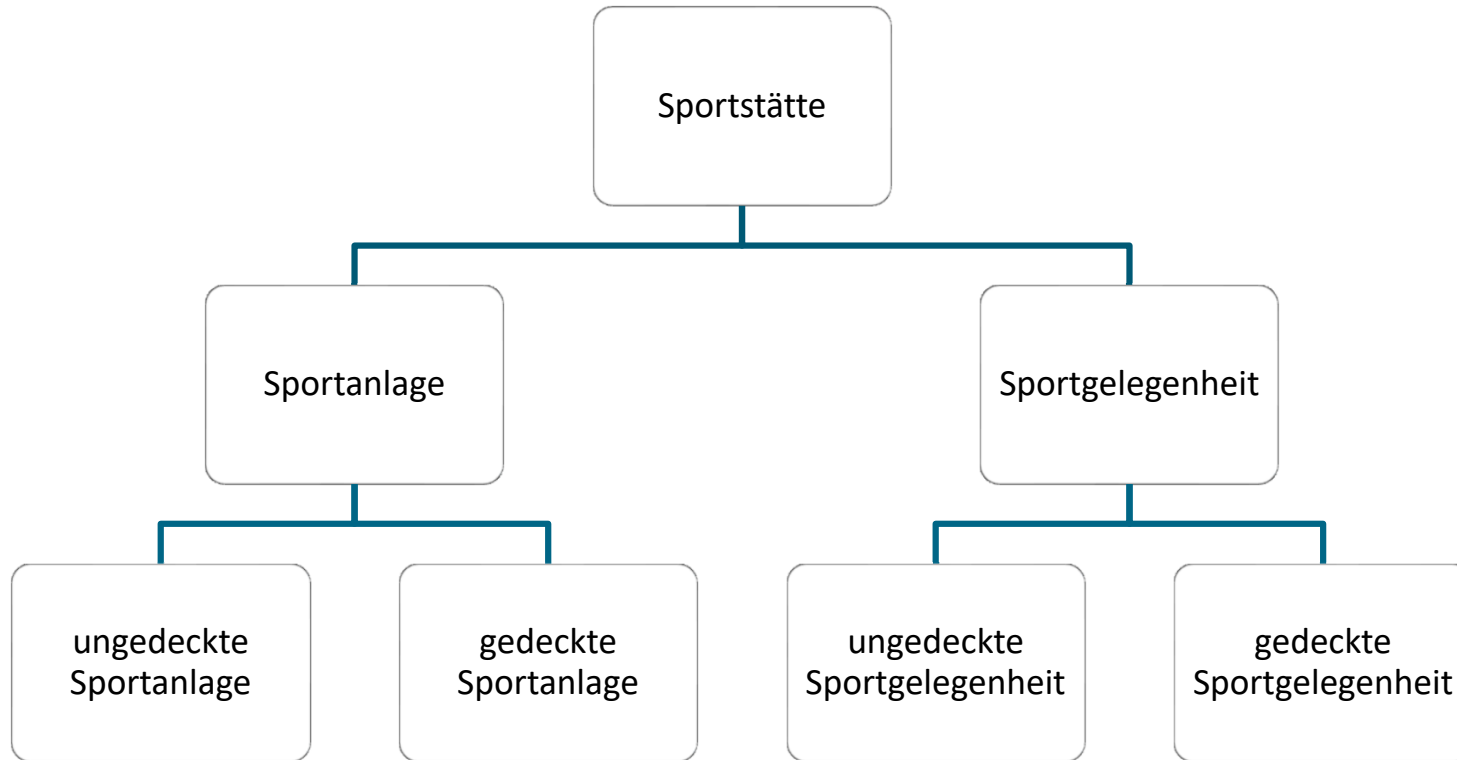 Sportstätte
Sportanlage
Sportgelegenheit
ungedeckte
Sportanlage
gedeckte
Sportanlage
ungedeckte
Sportgelegenheit
gedeckte
Sportgelegenheit